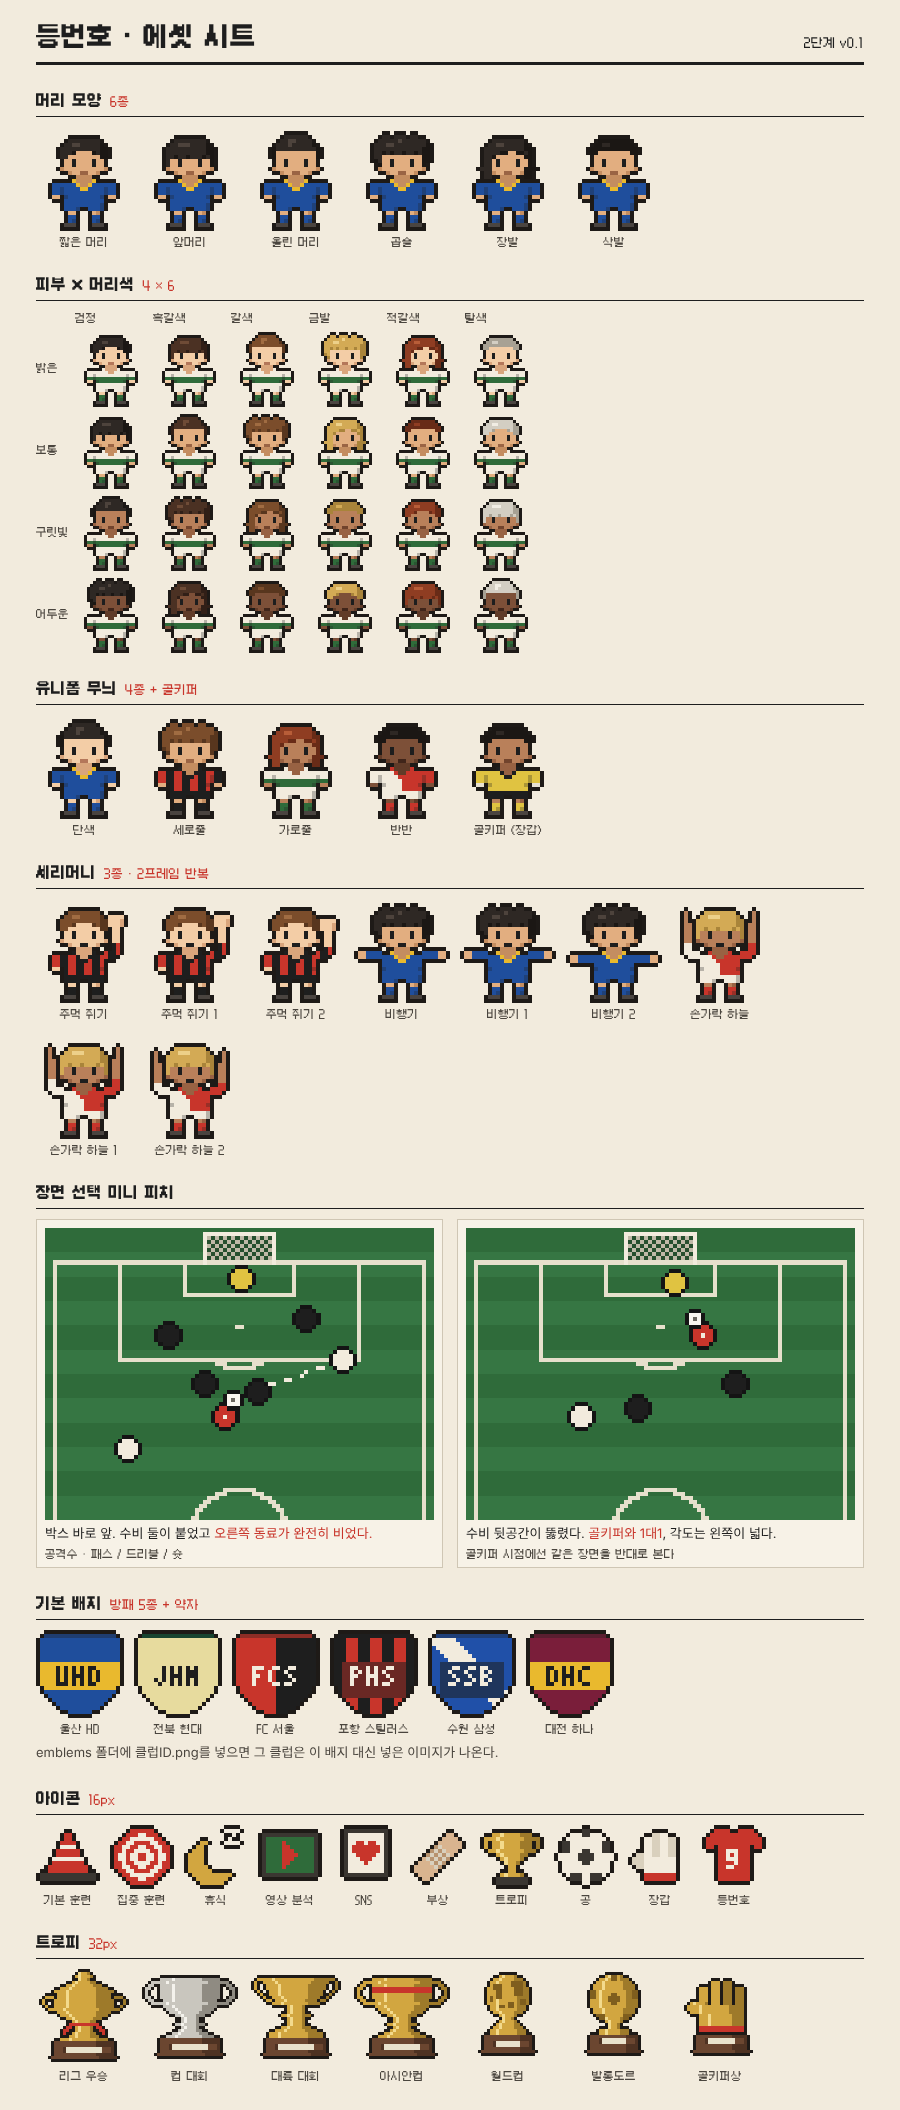 등번호 · 에셋 시트
2단계 v0.1
머리 모양 6종
짧은 머리 앞머리 올린 머리 곱슬 장발 삭발
피부 × 머리색 4 × 6
검정 흑갈색 갈색 금발 적갈색 탈색
밝은
보통
구릿빛
어두운
유니폼 무늬 4종 + 골키퍼
단색 세로줄 가로줄 반반 골키퍼 (장갑)
세리머니 3종 · 2프레임 반복
주먹 쥐기 주먹 쥐기 1 주먹 쥐기 2 비행기 비행기 1 비행기 2 손가락 하늘
손가락 하늘 1 손가락 하늘 2
장면 선택 미니 피치
박스 바로 앞. 수비 둘이 붙었고 오른쪽 동료가 완전히 비었다.
공격수 · 패스 / 드리블 / 슛
수비 뒷공간이 뚫렸다. 골키퍼와 1대1, 각도는 왼쪽이 넓다.
골키퍼 시점에선 같은 장면을 반대로 본다
기본 배지 방패 5종 + 약자
UHD JHM FCS PHS SSB DHC
울산 HD 전북 현대 FC 서울 포항 스틸러스 수원 삼성 대전 하나
emblems 폴더에 클럽ID.png를 넣으면 그 클럽은 이 배지 대신 넣은 이미지가 나온다.
아이콘 16px
Z
9
기본 훈련 집중 훈련 휴식 영상 분석 SNS 부상 트로피 공 장갑 등번호
트로피 32px
리그 우승 컵 대회 대륙 대회 아시안컵 월드컵 발롱도르 골키퍼상